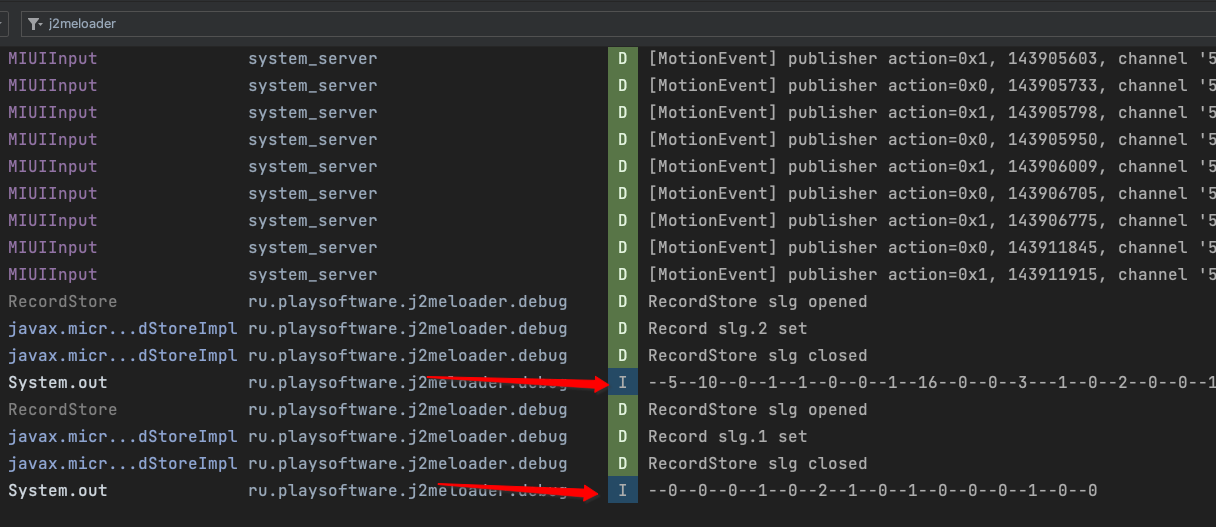 j2meloader
MIUIInput system_server D [MotionEvent] publisher action=0x1, 143905603, channel '5
MIUIInput system_server D [MotionEvent] publisher action=0x0, 143905733, channel '5
MIUIInput system_server D [MotionEvent] publisher action=0x1, 143905798, channel '5
MIUIInput system_server D [MotionEvent] publisher action=0x0, 143905950, channel '5
MIUIInput system_server D [MotionEvent] publisher action=0x1, 143906009, channel '5
MIUIInput system_server D [MotionEvent] publisher action=0x0, 143906705, channel '5
MIUIInput system_server D [MotionEvent] publisher action=0x1, 143906775, channel '5
MIUIInput system_server D [MotionEvent] publisher action=0x0, 143911845, channel '5
MIUIInput system_server D [MotionEvent] publisher action=0x1, 143911915, channel '5
RecordStore ru.playsoftware.j2meloader.debug D RecordStore slg opened
javax.micr...dStoreImpl ru.playsoftware.j2meloader.debug D Record slg.2 set
javax.micr...dStoreImpl ru.playsoftware.j2meloader.debug D RecordStore slg closed
System.out ru.playsoftware.j2meloader.debug I --5--10--0--1--1--0--0--1--16--0--0--3---1--0--2--0--0--1
RecordStore ru.playsoftware.j2meloader.debug D RecordStore slg opened
javax.micr...dStoreImpl ru.playsoftware.j2meloader.debug D Record slg.1 set
javax.micr...dStoreImpl ru.playsoftware.j2meloader.debug D RecordStore slg closed
System.out ru.playsoftware.j2meloader.debug I --0--0--0--1--0--2--1--0--1--0--0--0--1--0--0